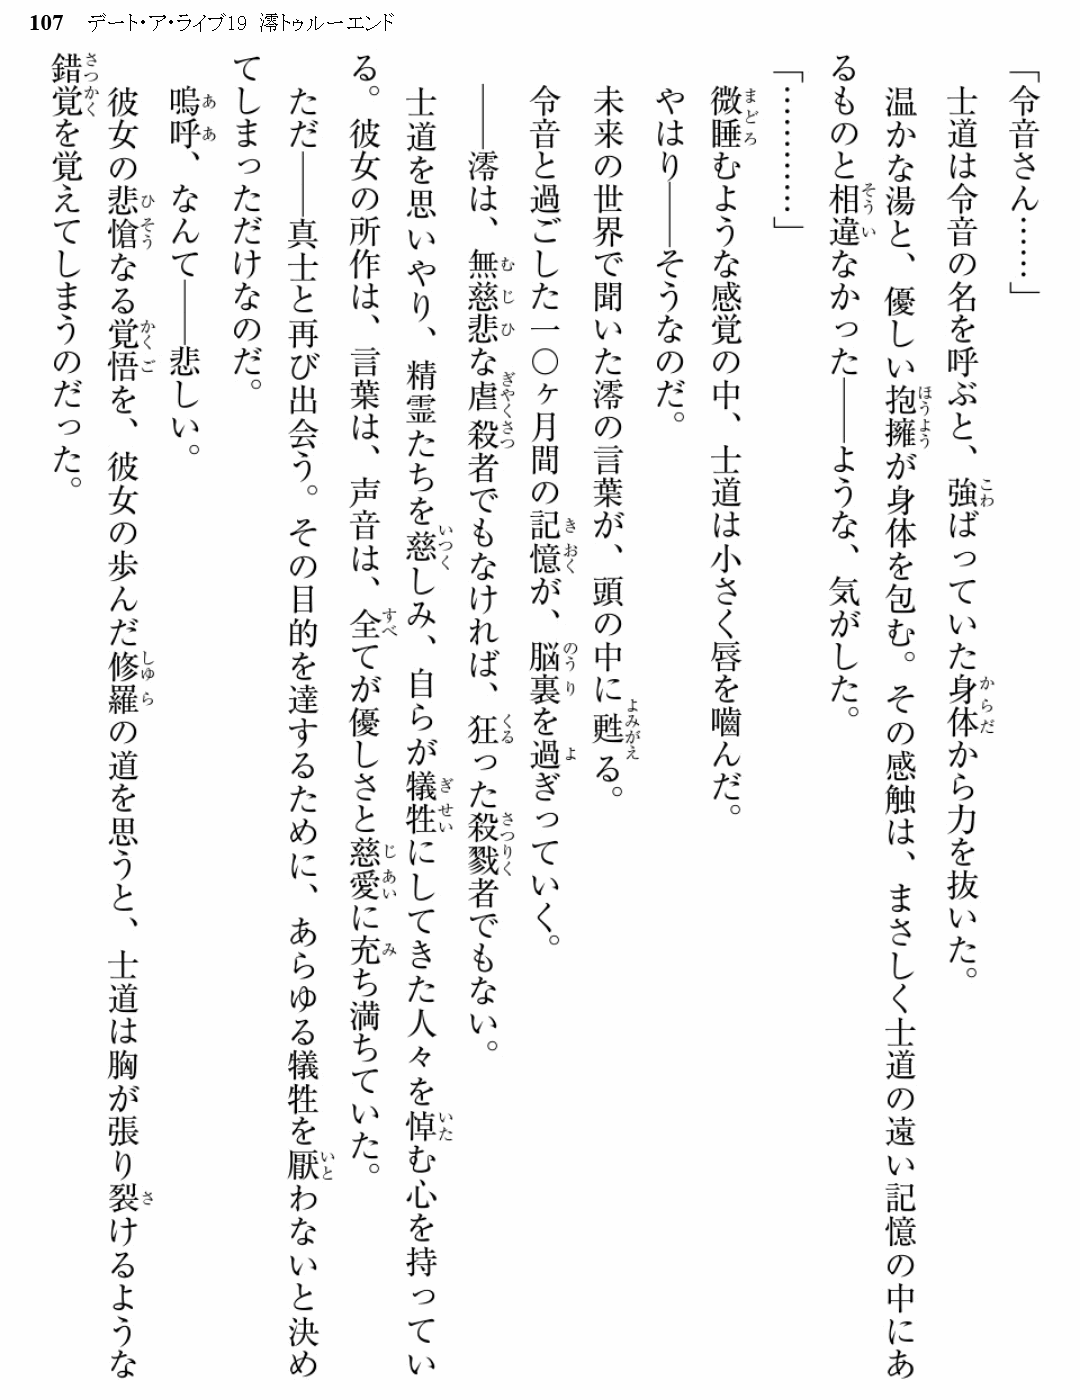 107 デート・ア・ライブ19 澪トゥルーエンド
「令音さん……」
士道は令音の名を呼ぶと、強ばっていた身体から力を抜いた。
温かな湯と、優しい抱擁が身体を包む。その感触は、まさしく士道の遠い記憶の中にあ
るものと相違なかった――ような、気がした。
「…………」
微睡むような感覚の中、士道は小さく唇を嚙んだ。
やはり――そうなのだ。
未来の世界で聞いた澪の言葉が、頭の中に甦る。
令音と過ごした一〇ヶ月間の記憶が、脳裏を過ぎっていく。
――澪は、無慈悲な虐殺者でもなければ、狂った殺戮者でもない。
士道を思いやり、精霊たちを慈しみ、自らが犠牲にしてきた人々を悼む心を持ってい
る。彼女の所作は、言葉は、声音は、全てが優しさと慈愛に充ち満ちていた。
ただ――真士と再び出会う。その目的を達するために、あらゆる犠牲を厭わないと決め
てしまっただけなのだ。
嗚呼、なんて――悲しい。
彼女の悲愴なる覚悟を、彼女の歩んだ修羅の道を思うと、士道は胸が張り裂けるような
錯覚を覚えてしまうのだった。